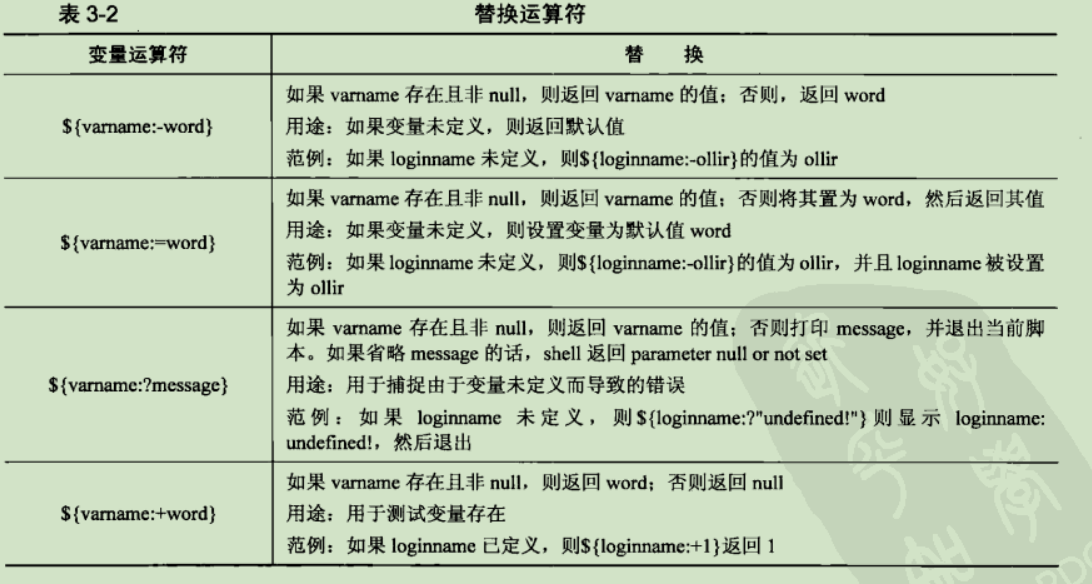 表 3-2 替换运算符
变量运算符 替 换
${varname:-word}
如果 varname 存在且非 null，则返回 varname 的值；否则，返回 word
用途：如果变量未定义，则返回默认值
范例：如果 loginname 未定义，则${loginname:-ollir}的值为 ollir
${varname:=word}
如果 varname 存在且非 null，则返回 varname 的值；否则将其置为 word，然后返回其值
用途：如果变量未定义，则设置变量为默认值 word
范例：如果 loginname 未定义，则${loginname:-ollir}的值为 ollir，并且 loginname 被设置
为 ollir
${varname:?message}
如果 varname 存在且非 null，则返回 varname 的值；否则打印 message，并退出当前脚
本。如果省略 message 的话，shell 返回 parameter null or not set
用途：用于捕捉由于变量未定义而导致的错误
范例：如果 loginname 未定义，则${loginname:?"undefined!"}则显示 loginname:
undefined!，然后退出
${varname:+word}
如果 varname 存在且非 null，则返回 word；否则返回 null
用途：用于测试变量存在
范例：如果 loginname 已定义，则${loginname:+1}返回 1